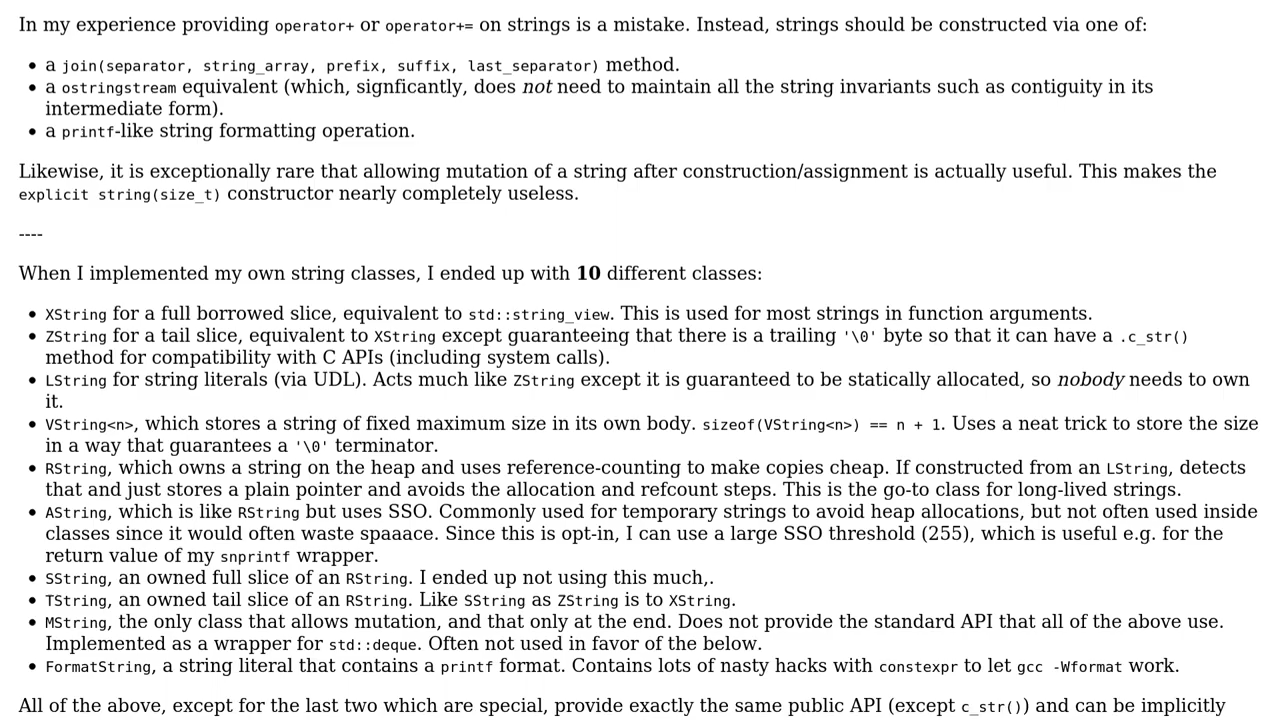 In my experience providing operator+ or operator+= on strings is a mistake. Instead, strings should be constructed via one of:
• a join(separator, string_array, prefix, suffix, last_separator) method.
• a ostringstream equivalent (which, signficantly, does not need to maintain all the string invariants such as contiguity in its
intermediate form).
• a printf-like string formatting operation.
Likewise, it is exceptionally rare that allowing mutation of a string after construction/assignment is actually useful. This makes the
explicit string(size_t) constructor nearly completely useless.
----
When I implemented my own string classes, I ended up with 10 different classes:
• XString for a full borrowed slice, equivalent to std::string_view. This is used for most strings in function arguments.
• ZString for a tail slice, equivalent to XString except guaranteeing that there is a trailing '\0' byte so that it can have a .c_str()
method for compatibility with C APIs (including system calls).
• LString for string literals (via UDL). Acts much like ZString except it is guaranteed to be statically allocated, so nobody needs to own
it.
• VString<n>, which stores a string of fixed maximum size in its own body. sizeof(VString<n>) == n + 1. Uses a neat trick to store the size
in a way that guarantees a '\0' terminator.
• RString, which owns a string on the heap and uses reference-counting to make copies cheap. If constructed from an LString, detects
that and just stores a plain pointer and avoids the allocation and refcount steps. This is the go-to class for long-lived strings.
• AString, which is like RString but uses SSO. Commonly used for temporary strings to avoid heap allocations, but not often used inside
classes since it would often waste spaaace. Since this is opt-in, I can use a large SSO threshold (255), which is useful e.g. for the
return value of my snprintf wrapper.
• SString, an owned full slice of an RString. I ended up not using this much,.
• TString, an owned tail slice of an RString. Like SString as ZString is to XString.
• MString, the only class that allows mutation, and that only at the end. Does not provide the standard API that all of the above use.
Implemented as a wrapper for std::deque. Often not used in favor of the below.
• FormatString, a string literal that contains a printf format. Contains lots of nasty hacks with constexpr to let gcc -Wformat work.
All of the above, except for the last two which are special, provide exactly the same public API (except c_str()) and can be implicitly